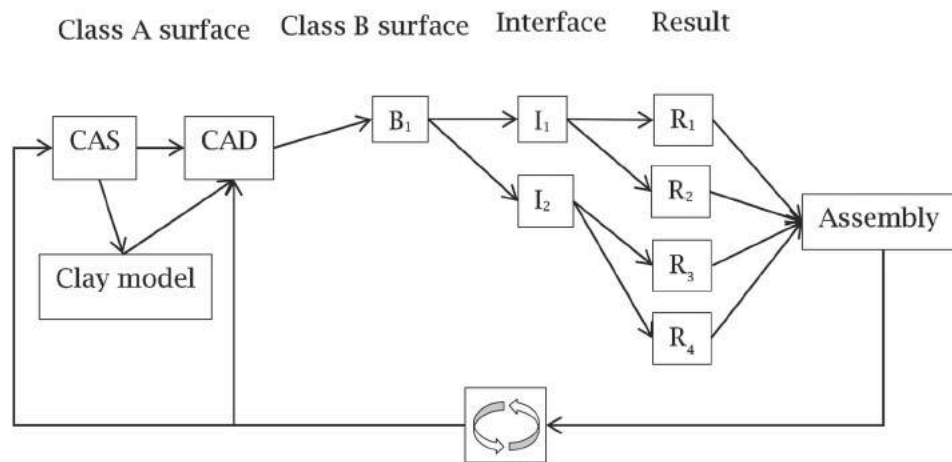 Class A surface
Class B surface
Interface
Result
CAS
CAD
B₁
I₁
R₁
R₂
I₂
Assembly
Clay model
R₃
R₄